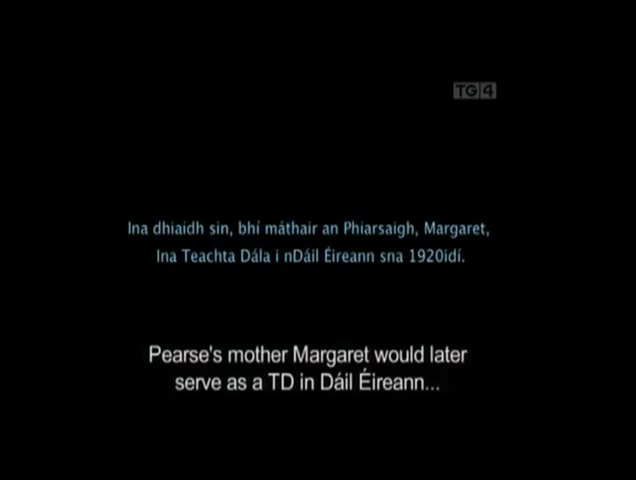 TG4
Ina dhiaidh sin, bhí máthair an Phiarsaigh, Margaret,
Ina Teachta Dála i nDáil Éireann sna 1920idí.
Pearse's mother Margaret would later
serve as a TD in Dáil Éireann...